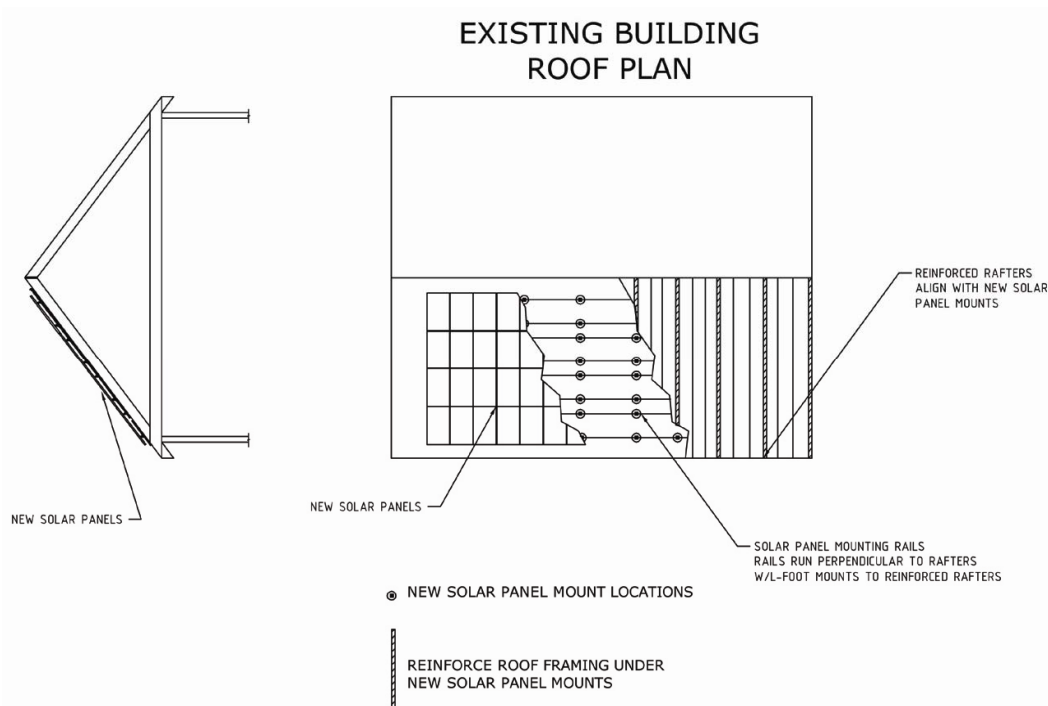 EXISTING BUILDING
ROOF PLAN
REINFORCED RAFTERS
ALIGN WITH NEW SOLAR
PANEL MOUNTS
NEW SOLAR PANELS
NEW SOLAR PANELS
SOLAR PANEL MOUNTING RAILS
RAILS RUN PERPENDICULAR TO RAFTERS
W/L-FOOT MOUNTS TO REINFORCED RAFTERS
NEW SOLAR PANEL MOUNT LOCATIONS
REINFORCE ROOF FRAMING UNDER
NEW SOLAR PANEL MOUNTS